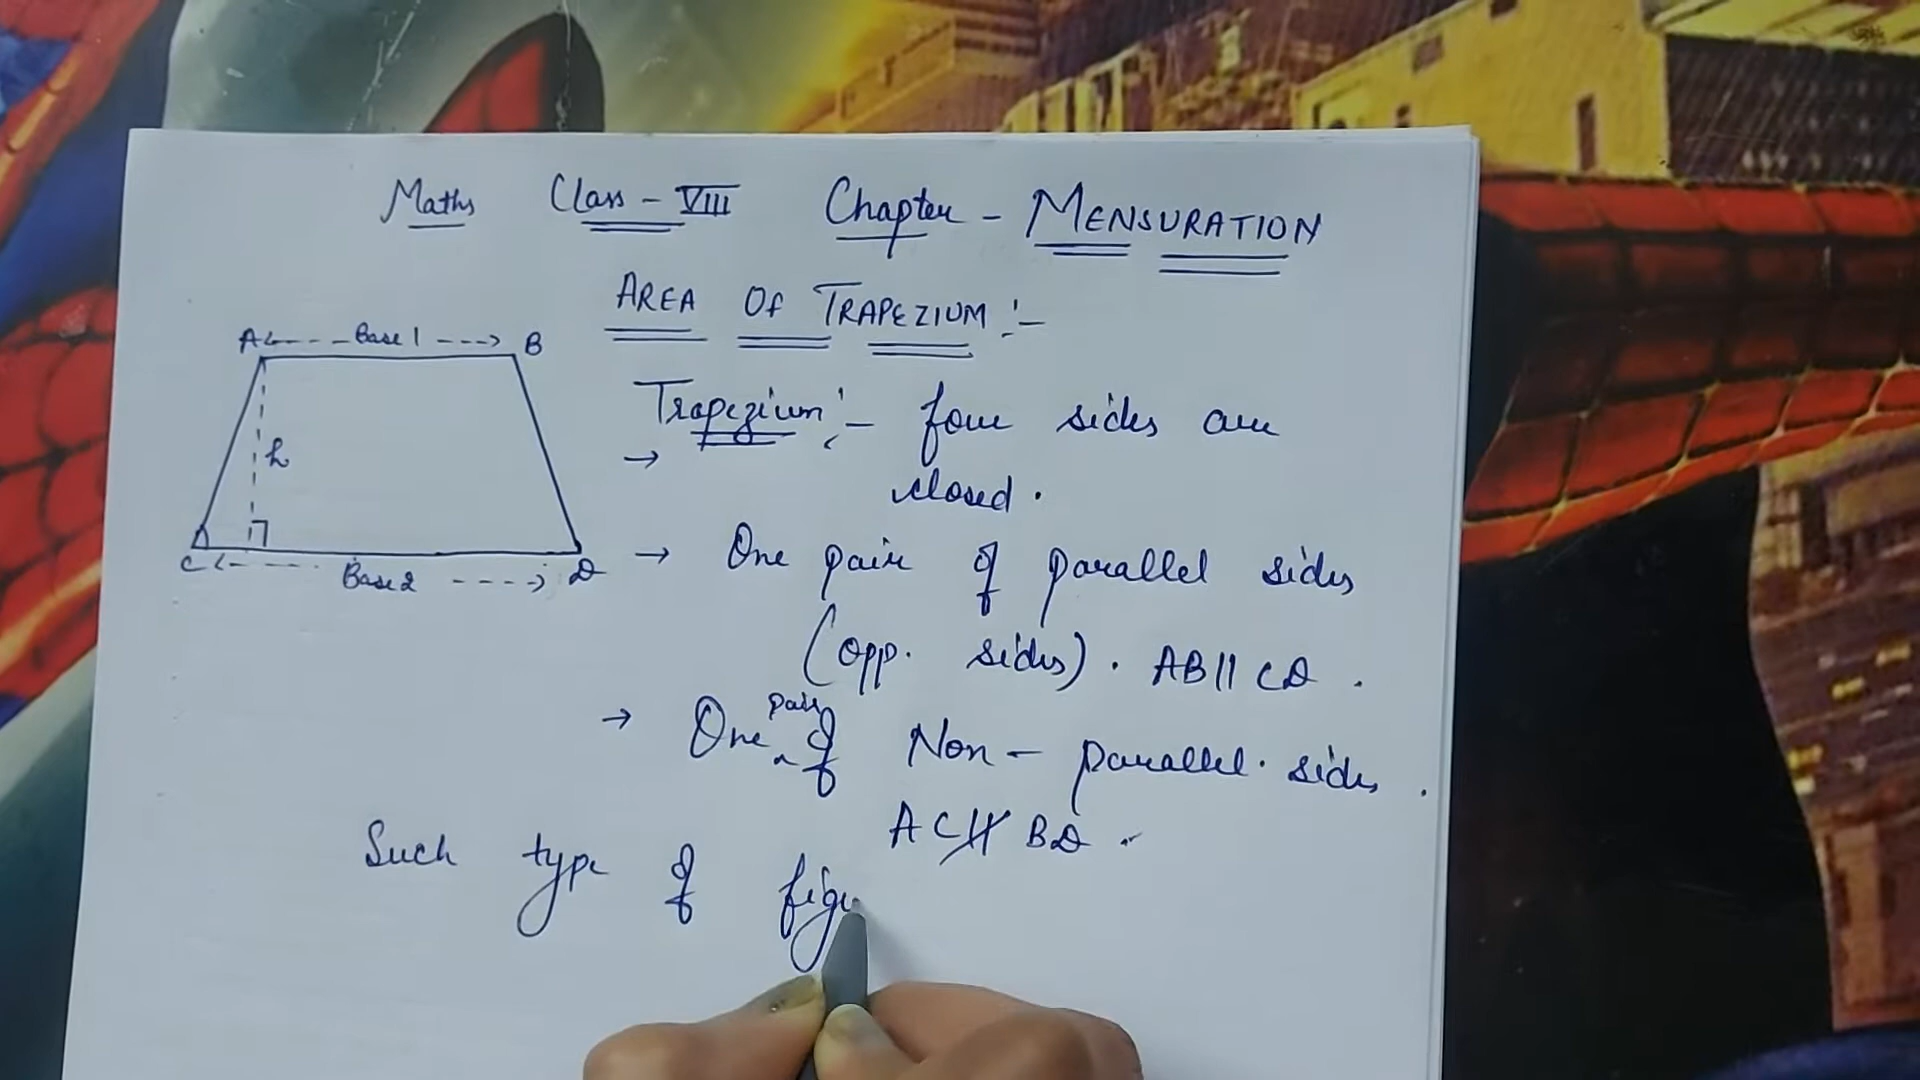 Maths Class - VIII Chapter - MENSURATION
AREA OF TRAPEZIUM :-
A <--- Base 1 ---> B
h
C <---- Base 2 ----> D
Trapezium :- four sides are
→ closed.
→ One pair of parallel sides
(opp. sides). AB || CD.
→ One pair of Non - parallel. sides.
AC ∦ BD.
Such type of figu